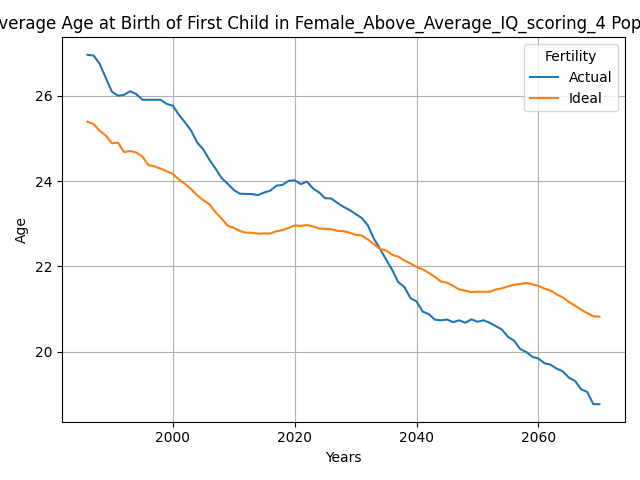 verage Age at Birth of First Child in Female_Above_Average_IQ_scoring_4 Pop
Fertility
Actual
Ideal
Age
26
24
22
20
2000 2020 2040 2060
Years